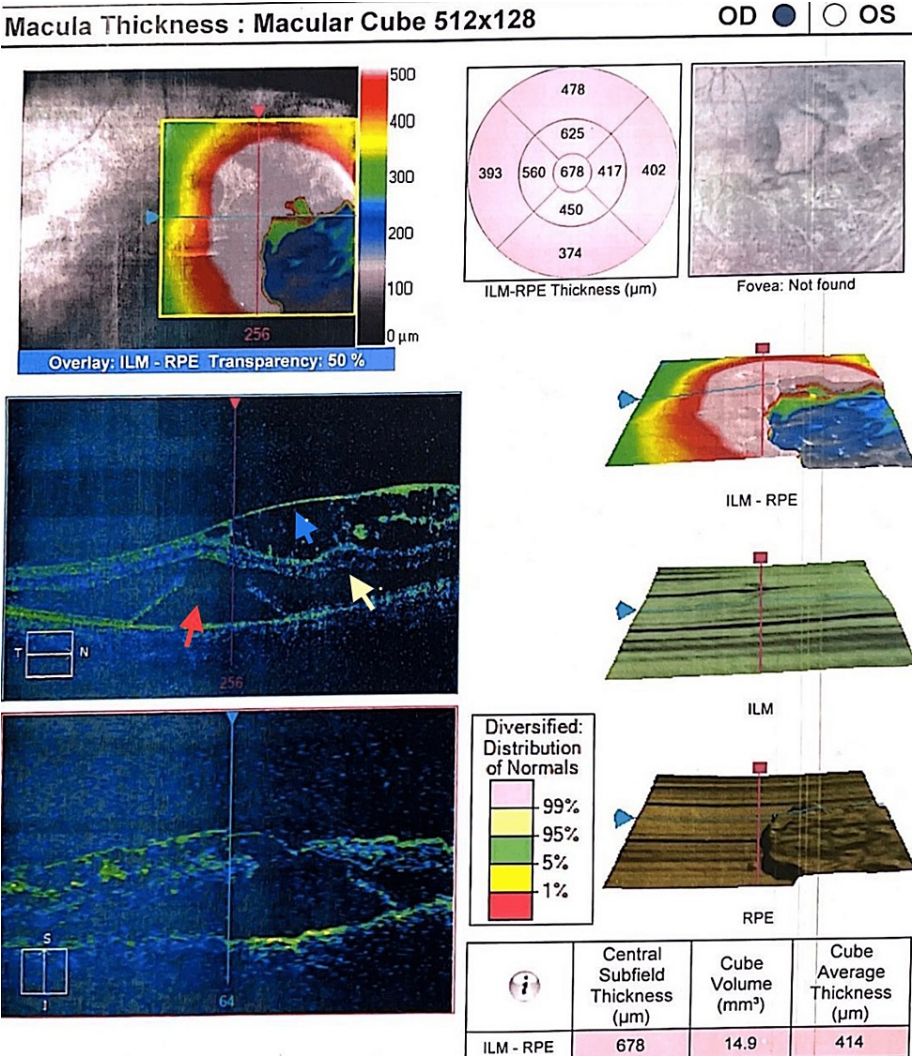 Macula Thickness : Macular Cube 512x128
OD OS
500
400
300
200
100
0 µm
256
Overlay: ILM - RPE Transparency: 50 %
478
625
393 560 678 417 402
450
374
ILM-RPE Thickness (µm)
Fovea: Not found
ILM - RPE
T N
256
ILM
S
I
64
Diversified:
Distribution
of Normals
99%
95%
5%
1%
RPE
i
Central
Subfield
Thickness
(µm)
Cube
Volume
(mm³)
Cube
Average
Thickness
(µm)
ILM - RPE 678 14.9 414